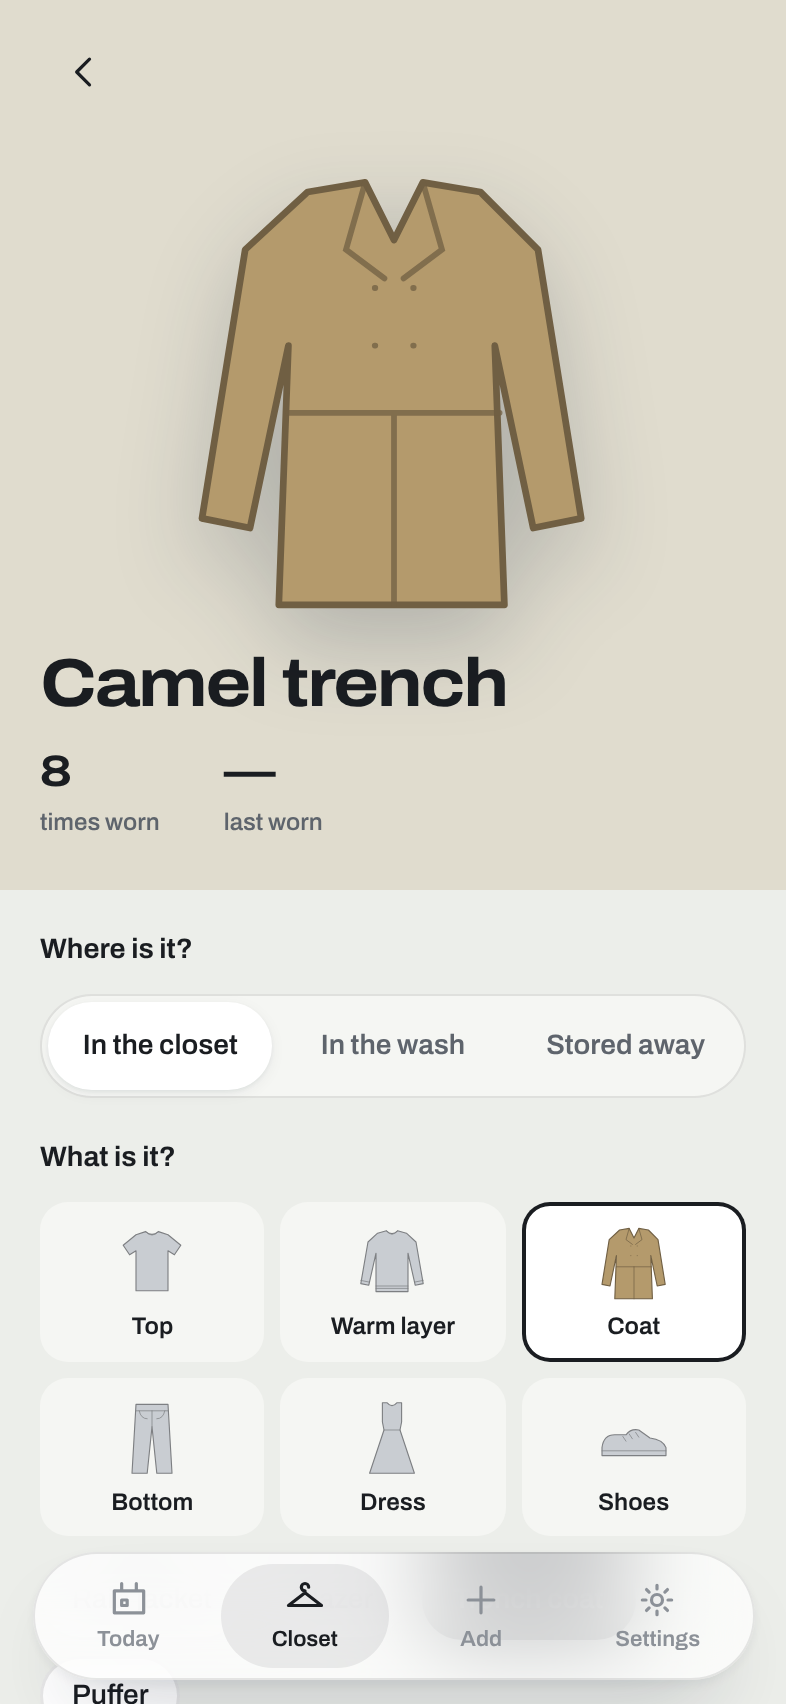 Camel trench
8 —
times worn last worn
Where is it?
In the closet In the wash Stored away
What is it?
Top Warm layer Coat
Bottom Dress Shoes
Today Closet Add Settings
Puffer